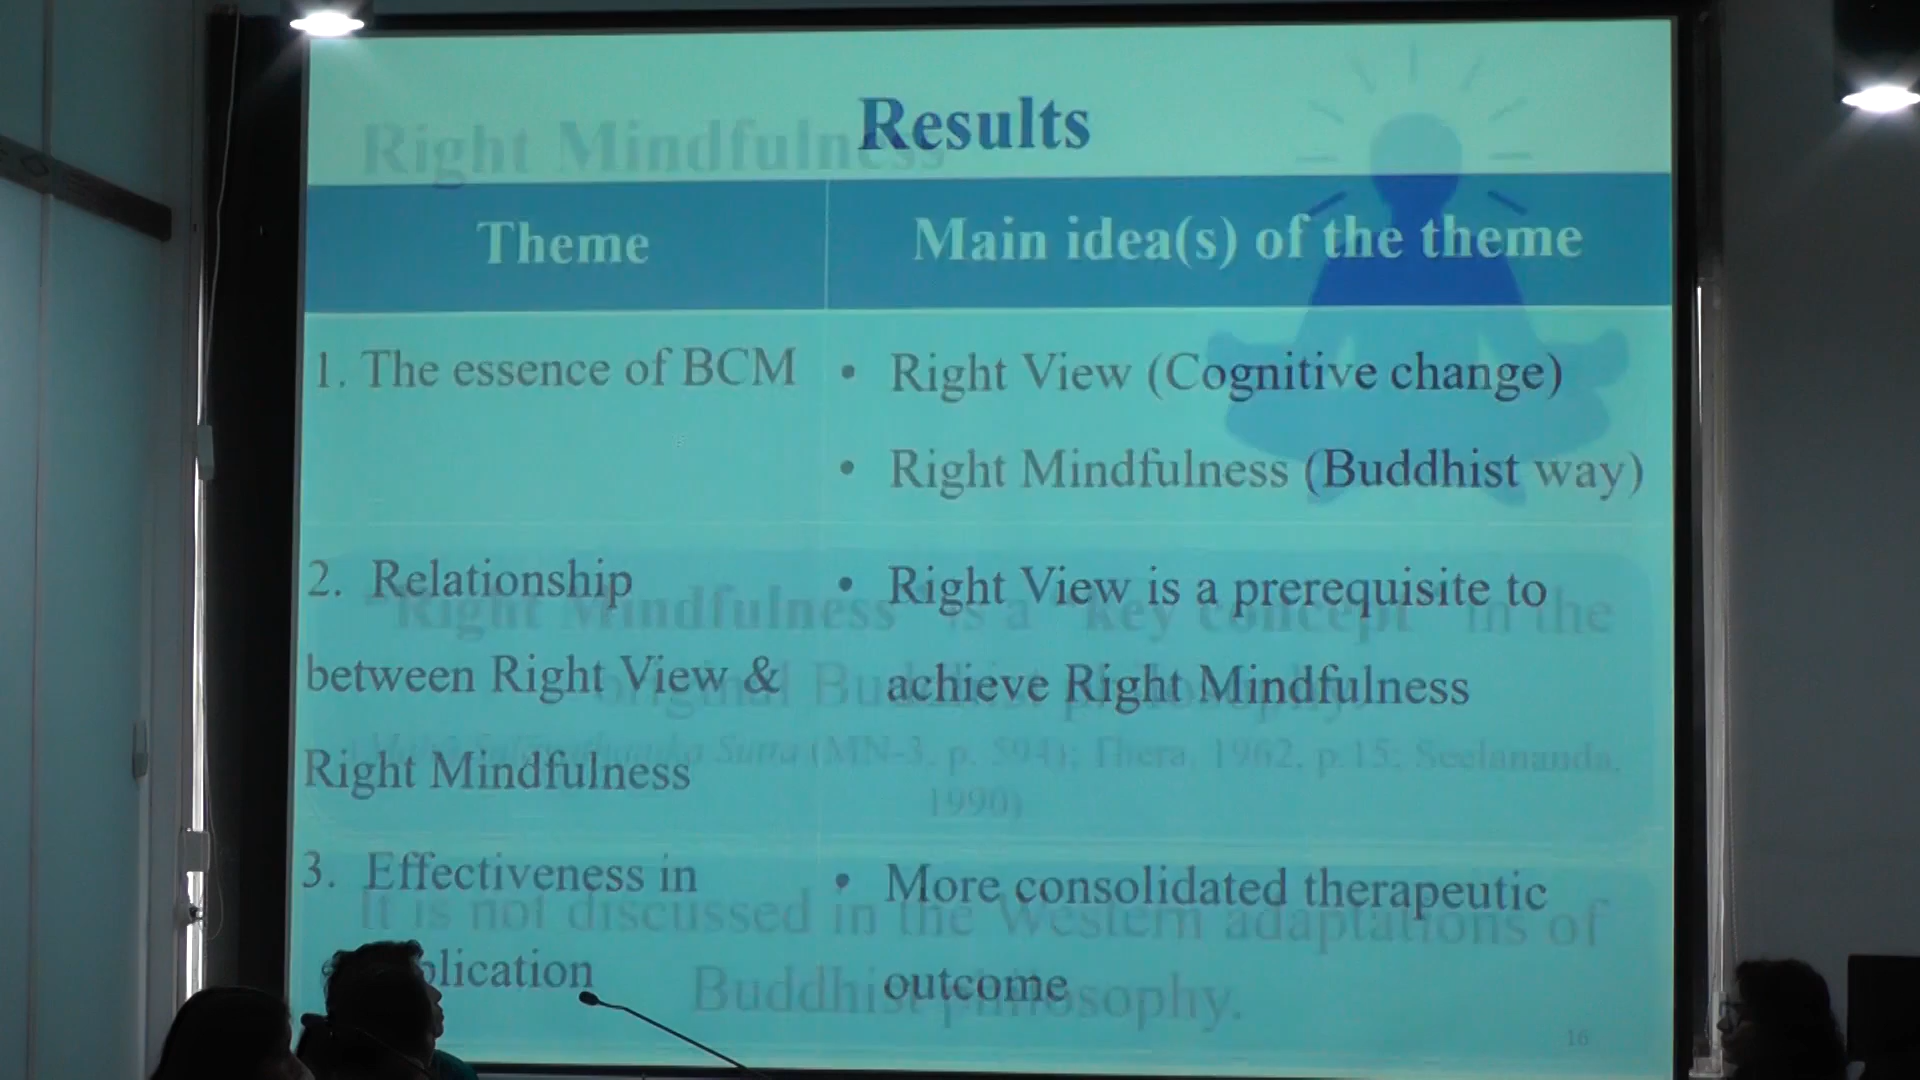 Results
Right Mindfulness
Theme
Main idea(s) of the theme
1. The essence of BCM
• Right View (Cognitive change)
• Right Mindfulness (Buddhist way)
2. Relationship
between Right View &
Right Mindfulness
• Right View is a prerequisite to
achieve Right Mindfulness
3. Effectiveness in
plication
• More consolidated therapeutic
outcome
"Right Mindfulness" is a "key concept" in the
original Buddhist philosophy.
Sutta (MN-3, p. 594); Thera, 1962, p.15; Seelananda,
1990)
It is not discussed in the Western adaptations of
Buddhist philosophy.
16